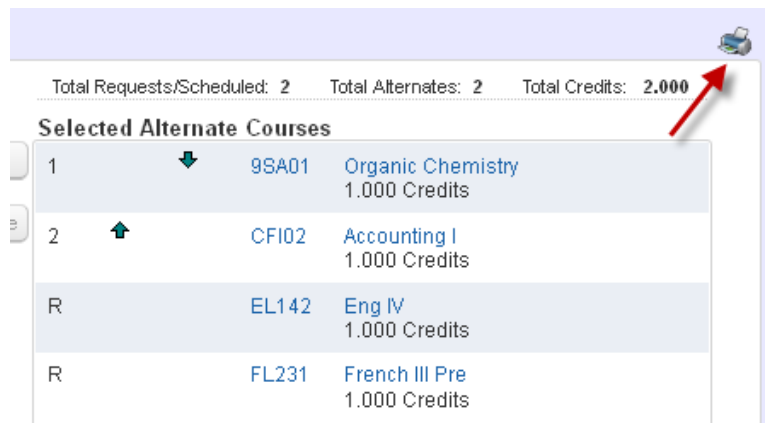 Total Requests/Scheduled: 2 Total Alternates: 2 Total Credits: 2.000
Selected Alternate Courses
1 9SA01 Organic Chemistry
1.000 Credits
e
2 CFI02 Accounting I
1.000 Credits
R EL142 Eng IV
1.000 Credits
R FL231 French III Pre
1.000 Credits